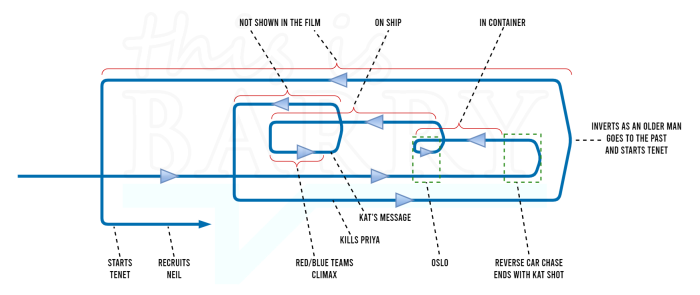 NOT SHOWN IN THE FILM
ON SHIP
IN CONTAINER
this is
BARRY
INVERTS AS AN OLDER MAN
GOES TO THE PAST
AND STARTS TENET
KAT'S MESSAGE
KILLS PRIYA
STARTS
TENET
RECRUITS
NEIL
RED/BLUE TEAMS
CLIMAX
OSLO
REVERSE CAR CHASE
ENDS WITH KAT SHOT